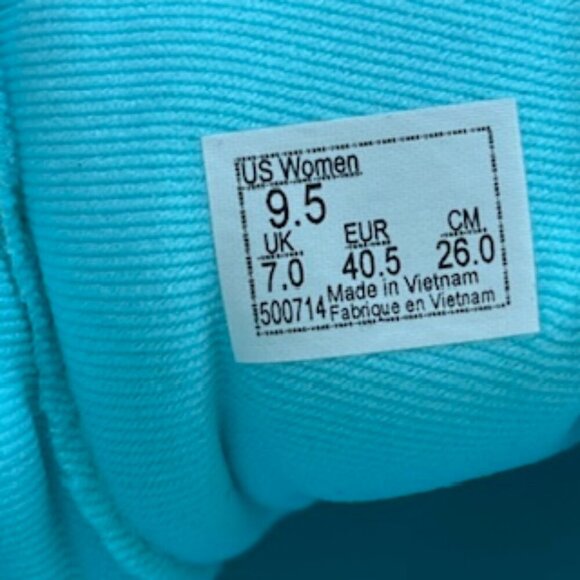 US Women
9.5
UK EUR CM
7.0 40.5 26.0
Made in Vietnam
500714 Fabrique en Vietnam